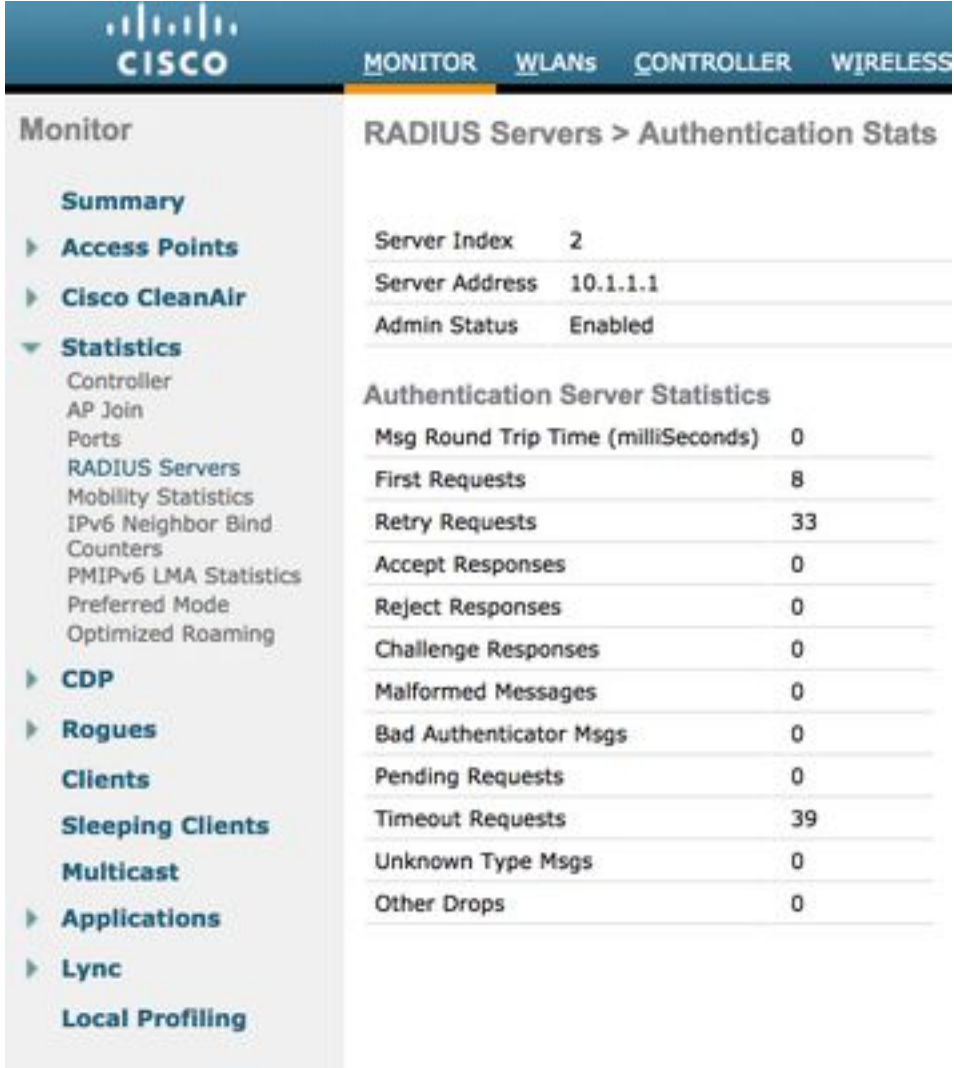 CISCO
MONITOR WLANs CONTROLLER WIRELESS
Monitor
Summary
Access Points
Cisco CleanAir
Statistics
Controller
AP Join
Ports
RADIUS Servers
Mobility Statistics
IPv6 Neighbor Bind
Counters
PMIPv6 LMA Statistics
Preferred Mode
Optimized Roaming
CDP
Rogues
Clients
Sleeping Clients
Multicast
Applications
Lync
Local Profiling
RADIUS Servers > Authentication Stats
Server Index 2
Server Address 10.1.1.1
Admin Status Enabled
Authentication Server Statistics
Msg Round Trip Time (milliSeconds) 0
First Requests 8
Retry Requests 33
Accept Responses 0
Reject Responses 0
Challenge Responses 0
Malformed Messages 0
Bad Authenticator Msgs 0
Pending Requests 0
Timeout Requests 39
Unknown Type Msgs 0
Other Drops 0